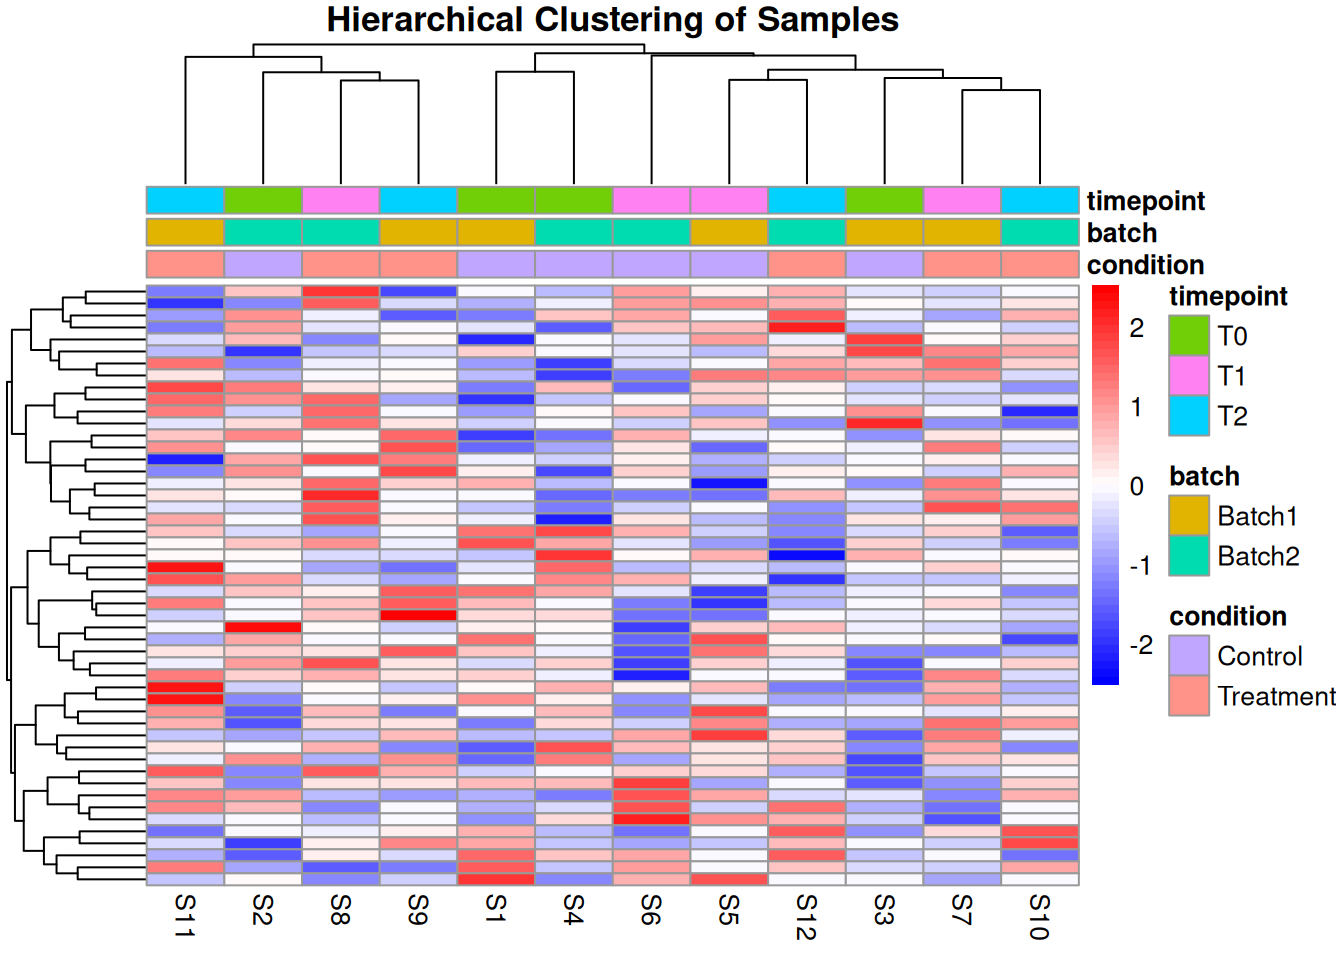 Hierarchical Clustering of Samples
timepoint
batch
condition
timepoint
T0
T1
T2
batch
Batch1
Batch2
condition
Control
Treatment
2
1
0
-1
-2
S11 S2 S8 S9 S1 S4 S6 S5 S12 S3 S7 S10